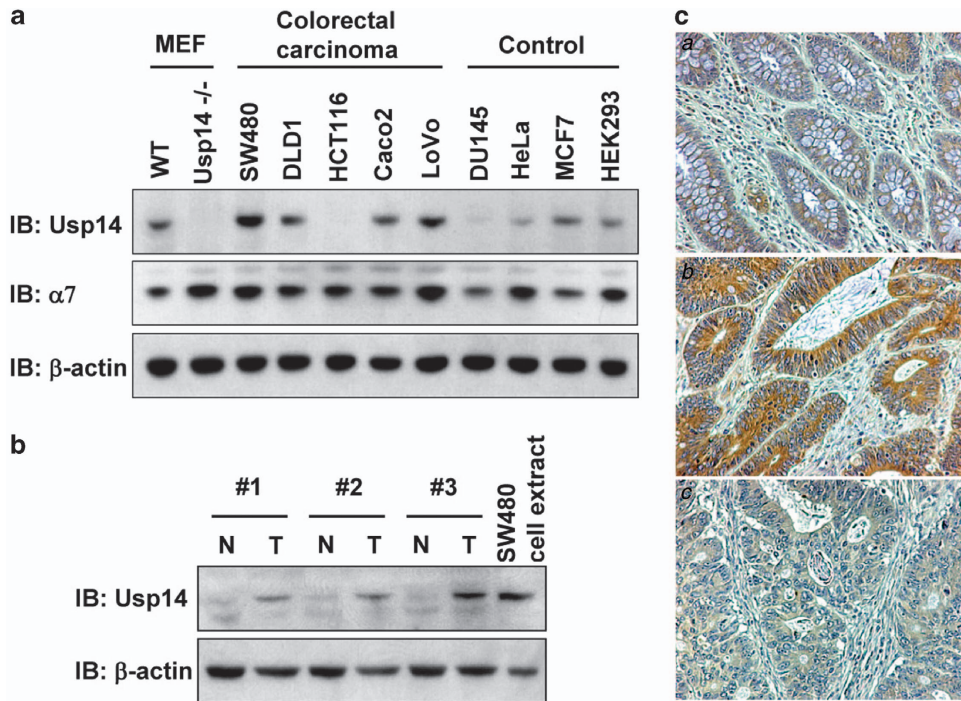 a
MEF
Colorectal
carcinoma
Control
WT
Usp14 -/-
SW480
DLD1
HCT116
Caco2
LoVo
DU145
HeLa
MCF7
HEK293
IB: Usp14
IB: α7
IB: β-actin
b
#1
#2
#3
SW480
cell extract
N T N T N T
IB: Usp14
IB: β-actin
c
a
b
c